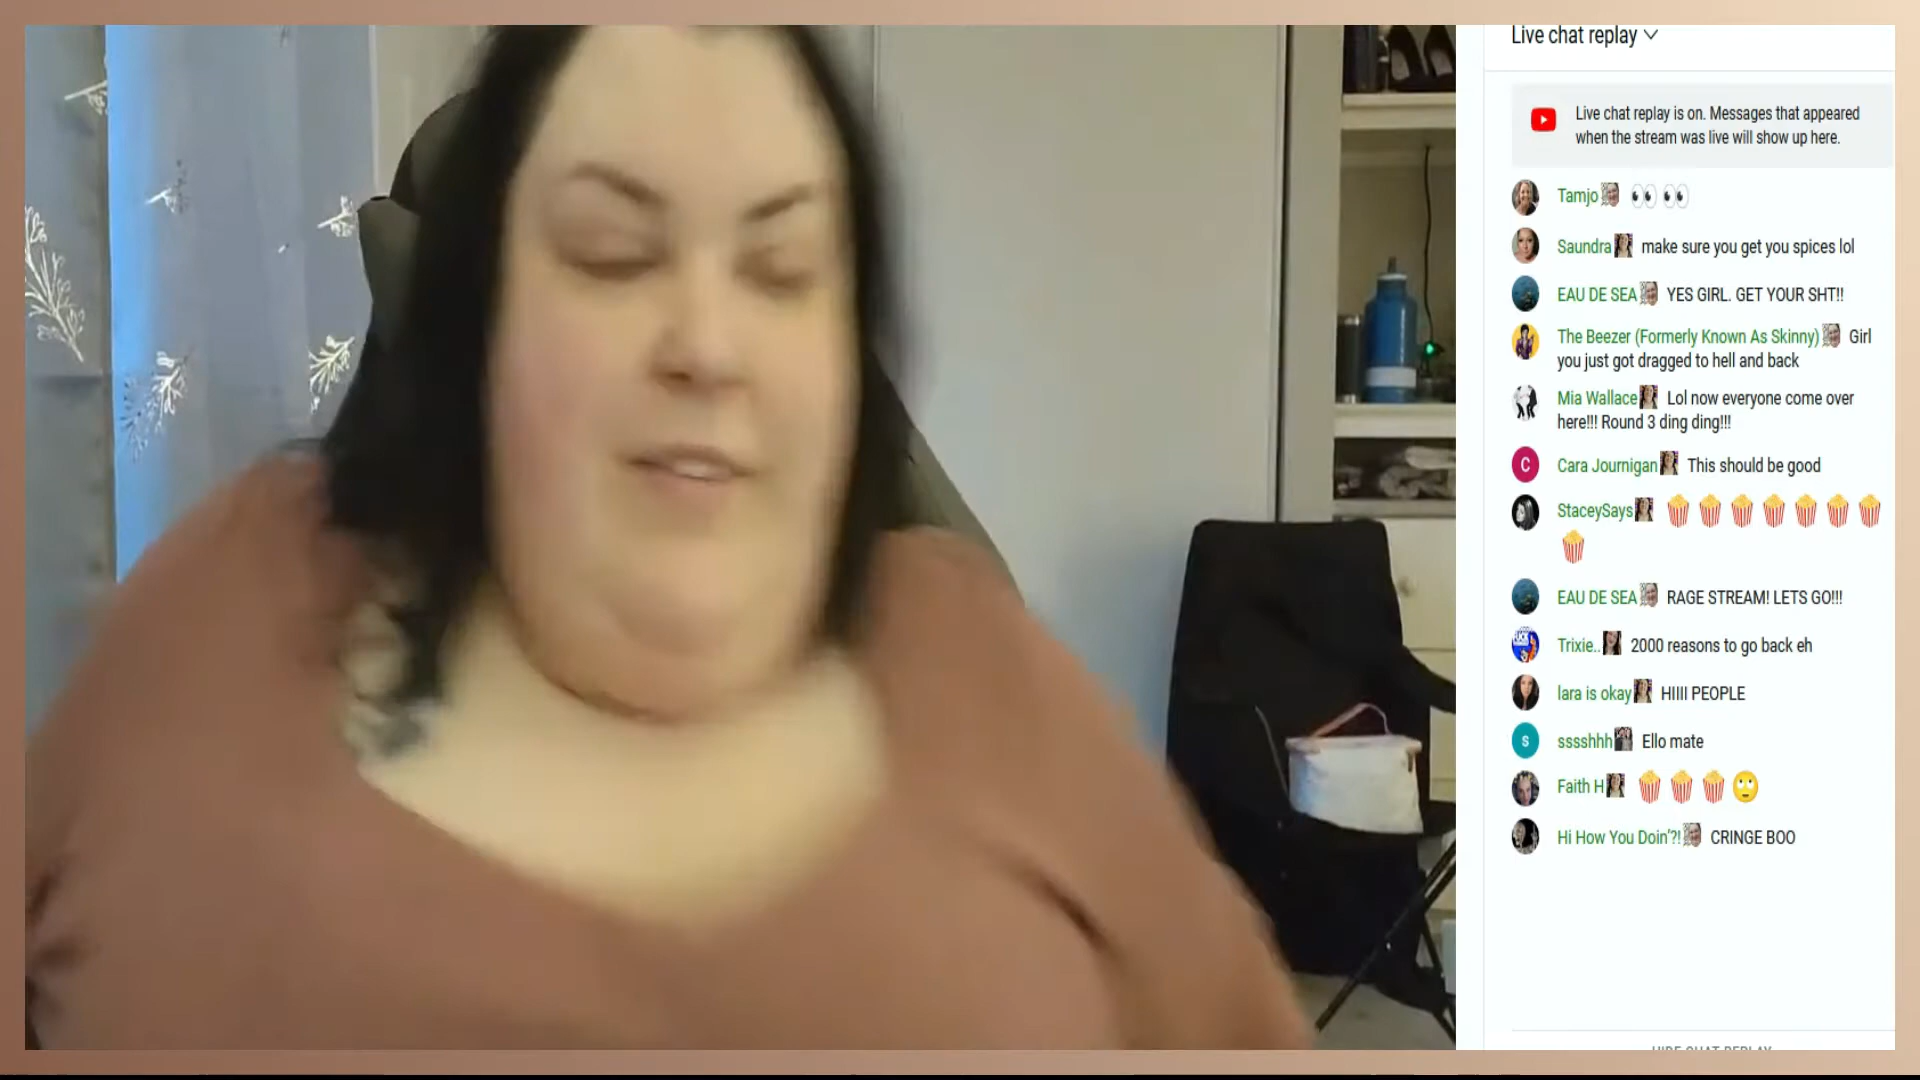 Live chat replay
Live chat replay is on. Messages that appeared
when the stream was live will show up here.
Tamjo 👀 👀
Saundra make sure you get you spices lol
EAU DE SEA YES GIRL. GET YOUR SHT!!
The Beezer (Formerly Known As Skinny) Girl
you just got dragged to hell and back
Mia Wallace Lol now everyone come over
here!!! Round 3 ding ding!!!
Cara Journigan This should be good
StaceySays 🍿 🍿 🍿 🍿 🍿 🍿 🍿
🍿
EAU DE SEA RAGE STREAM! LETS GO!!!
Trixie.. 2000 reasons to go back eh
lara is okay HIIII PEOPLE
sssshhh Ello mate
Faith H 🍿 🍿 🍿 🙄
Hi How You Doin'?! CRINGE BOO
HIDE CHAT REPLAY